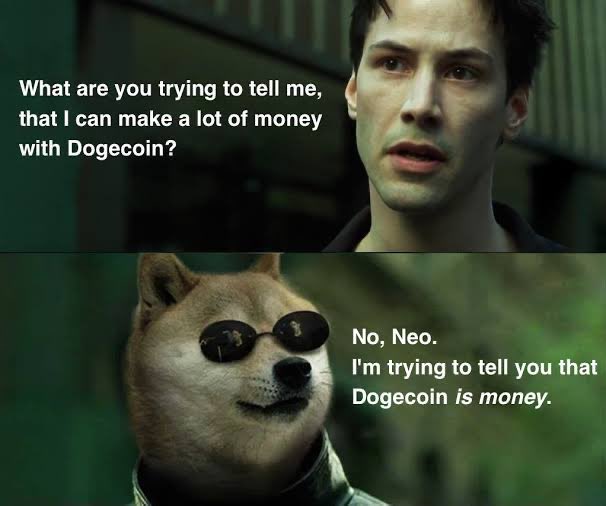 What are you trying to tell me,
that I can make a lot of money
with Dogecoin?
No, Neo.
I'm trying to tell you that
Dogecoin is money.